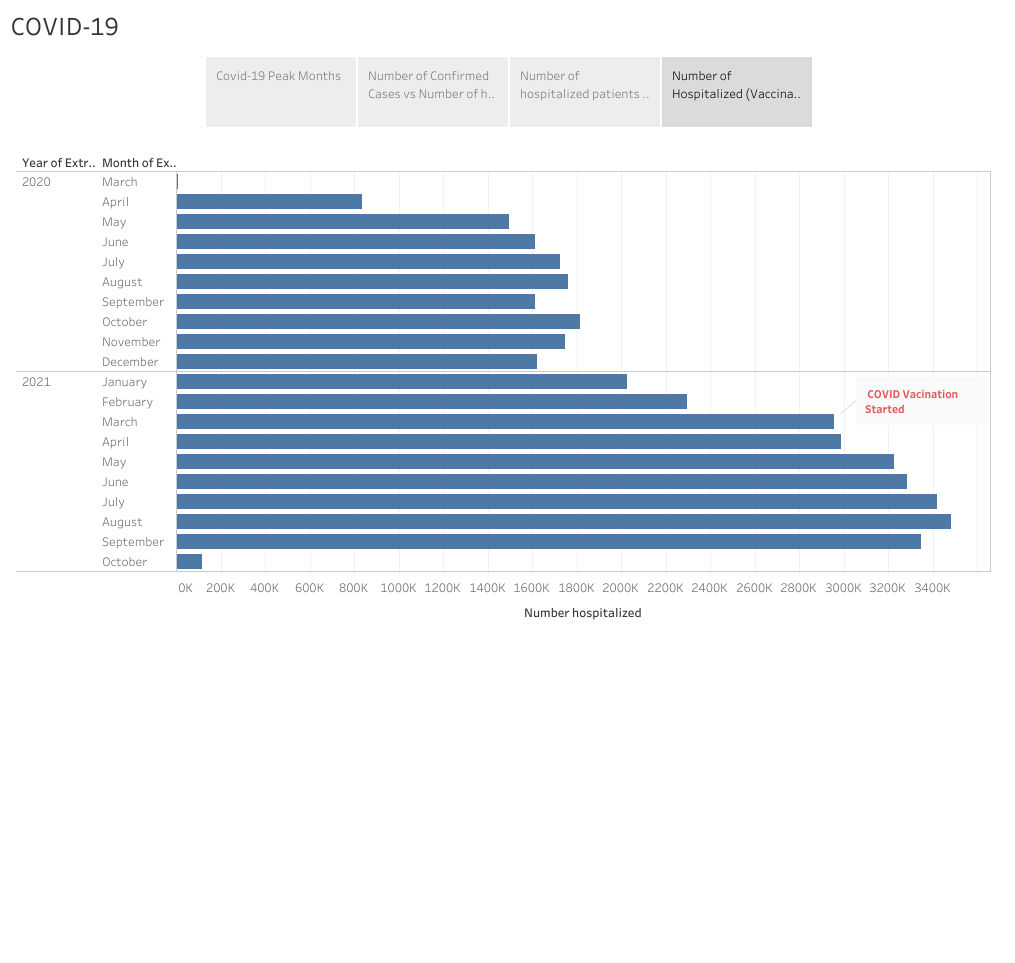 COVID-19
Covid-19 Peak Months
Number of Confirmed
Cases vs Number of h..
Number of
hospitalized patients ..
Number of
Hospitalized (Vaccina..
Year of Extr.. Month of Ex..
2020 March
April
May
June
July
August
September
October
November
December
2021 January
February
March
April
May
June
July
August
September
October
COVID Vacination
Started
0K 200K 400K 600K 800K 1000K 1200K 1400K 1600K 1800K 2000K 2200K 2400K 2600K 2800K 3000K 3200K 3400K
Number hospitalized